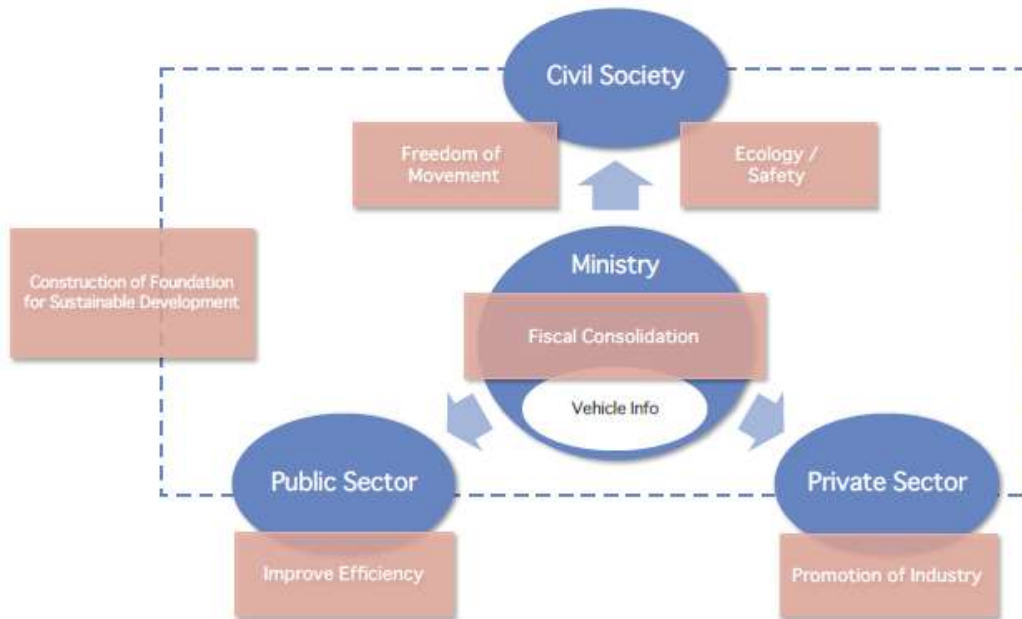 Civil Society
Freedom of
Movement
Ecology /
Safety
Ministry
Construction of Foundation
for Sustainable Development
Fiscal Consolidation
Vehicle Info
Public Sector
Private Sector
Improve Efficiency
Promotion of Industry